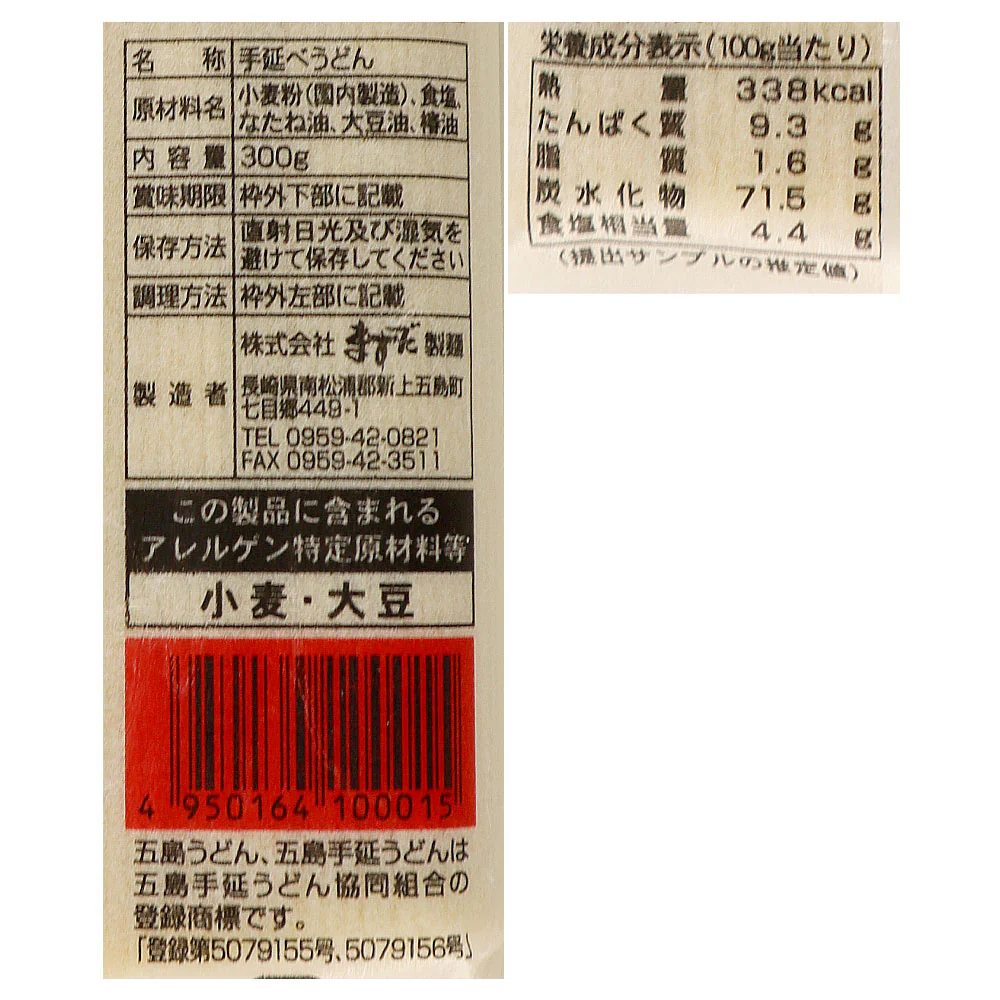 名称 手延べうどん
原材料名 小麦粉(国内製造)、食塩、
なたね油、大豆油、椿油
内容量 300g
賞味期限 枠外下部に記載
保存方法 直射日光及び湿気を
避けて保存してください
調理方法 枠外左部に記載
製造者 株式会社 ますだ製麺
長崎県南松浦郡新上五島町
七目郷449-1
TEL 0959-42-0821
FAX 0959-42-3511
この製品に含まれる
アレルゲン特定原材料等
小麦・大豆
4 950164 100015
五島うどん、五島手延うどんは
五島手延うどん協同組合の
登録商標です。
「登録第5079155号、5079156号」
栄養成分表示(100g当たり)
熱量 338kcal
たんぱく質 9.3 g
脂質 1.6 g
炭水化物 71.5 g
食塩相当量 4.4 g
(提出サンプルの推定値)